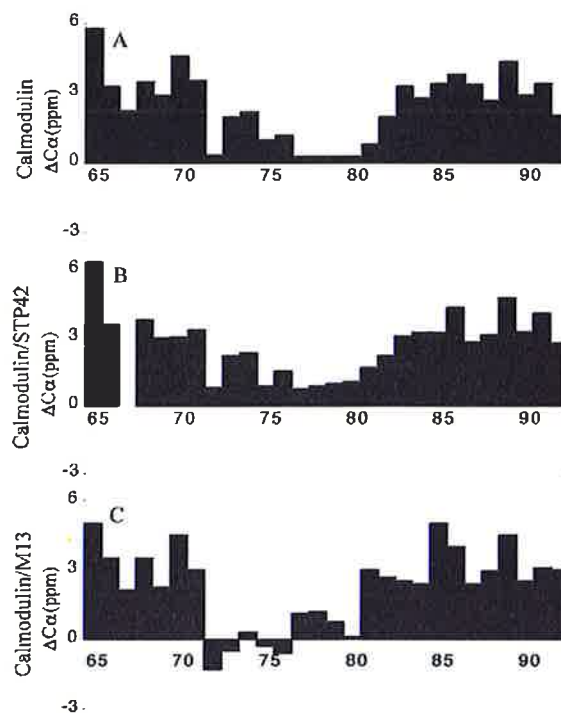 6
A
3
0
Calmodulin
ΔCα(ppm)
65 70 75 80 85 90
-3
6
B
3
0
Calmodulin/STP42
ΔCα(ppm)
65 70 75 80 85 90
-3
6
C
3
0
Calmodulin/M13
ΔCα(ppm)
65 70 75 80 85 90
-3